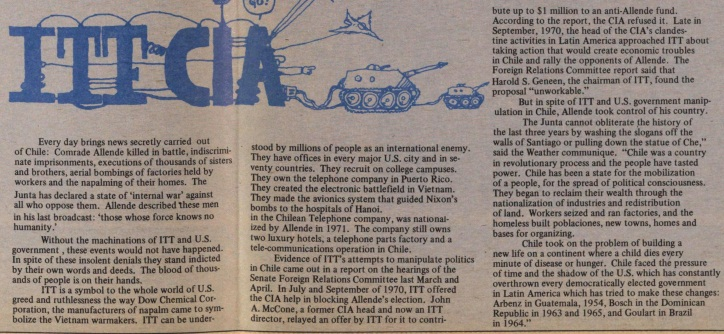 GO!
ITT CIA
Every day brings news secretly carried out
of Chile: Comrade Allende killed in battle, indiscrimi-
nate imprisonments, executions of thousands of sisters
and brothers, aerial bombings of factories held by
workers and the napalming of their homes. The
Junta has declared a state of 'internal war' against
all who oppose them. Allende described these men
in his last broadcast: 'those whose force knows no
humanity.'
Without the machinations of ITT and U.S.
government , these events would not have happened.
In spite of these insolent denials they stand indicted
by their own words and deeds. The blood of thous-
ands of people is on their hands.
ITT is a symbol to the whole world of U.S.
greed and ruthlessness the way Dow Chemical Cor-
poration, the manufacturers of napalm came to sym-
bolize the Vietnam warmakers. ITT can be under-
stood by millions of people as an international enemy.
They have offices in every major U.S. city and in se-
venty countries. They recruit on college campuses.
They own the telephone company in Puerto Rico.
They created the electronic battlefield in Vietnam.
They made the avionics system that guided Nixon's
bombs to the hospitals of Hanoi.
in the Chilean Telephone company, was national-
ized by Allende in 1971. The company still owns
two luxury hotels, a telephone parts factory and a
tele-communications operation in Chile.
Evidence of ITT's attempts to manipulate politics
in Chile came out in a report on the hearings of the
Senate Foreign Relations Committee last March and
April. In July and September of 1970, ITT offered
the CIA help in blocking Allende's election. John
A. McCone, a former CIA head and now an ITT
director, relayed an offer by ITT for it to contri-
bute up to $1 million to an anti-Allende fund.
According to the report, the CIA refused it. Late in
September, 1970, the head of the CIA's clandes-
tine activities in Latin America approached ITT about
taking action that would create economic troubles
in Chile and rally the opponents of Allende. The
Foreign Relations Committee report said that
Harold S. Geneen, the chairman of ITT, found the
proposal "unworkable."
But in spite of ITT and U.S. government manip-
ulation in Chile, Allende took control of his country.
The Junta cannot obliterate the history of
the last three years by washing the slogans off the
walls of Santiago or pulling down the statue of Che,"
said the Weather communique. "Chile was a country
in revolutionary process and the people have tasted
power. Chile has been a state for the mobilization
of a people, for the spread of political consciousness.
They began to reclaim their wealth through the
nationalization of industries and redistribution
of land. Workers seized and ran factories, and the
homeless built poblaciones, new towns, homes and
bases for organizing.
Chile took on the problem of building a
new life on a continent where a child dies every
minute of disease or hunger. Chile faced the pressure
of time and the shadow of the U.S. which has constantly
overthrown every democratically elected government
in Latin America which has tried to make these changes:
Arbenz in Guatemala, 1954, Bosch in the Dominican
Republic in 1963 and 1965, and Goulart in Brazil
in 1964."